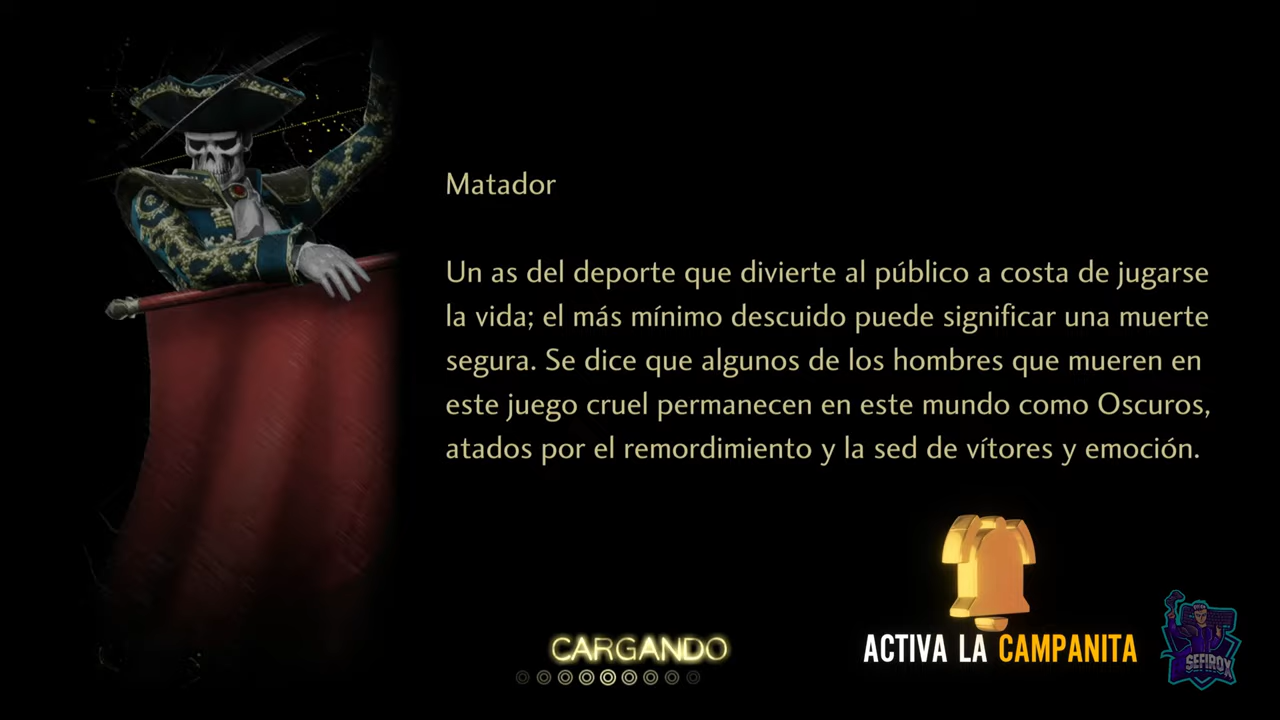 Matador
Un as del deporte que divierte al público a costa de jugarse
la vida; el más mínimo descuido puede significar una muerte
segura. Se dice que algunos de los hombres que mueren en
este juego cruel permanecen en este mundo como Oscuros,
atados por el remordimiento y la sed de vítores y emoción.
CARGANDO
ACTIVA LA CAMPANITA
SEFIROX